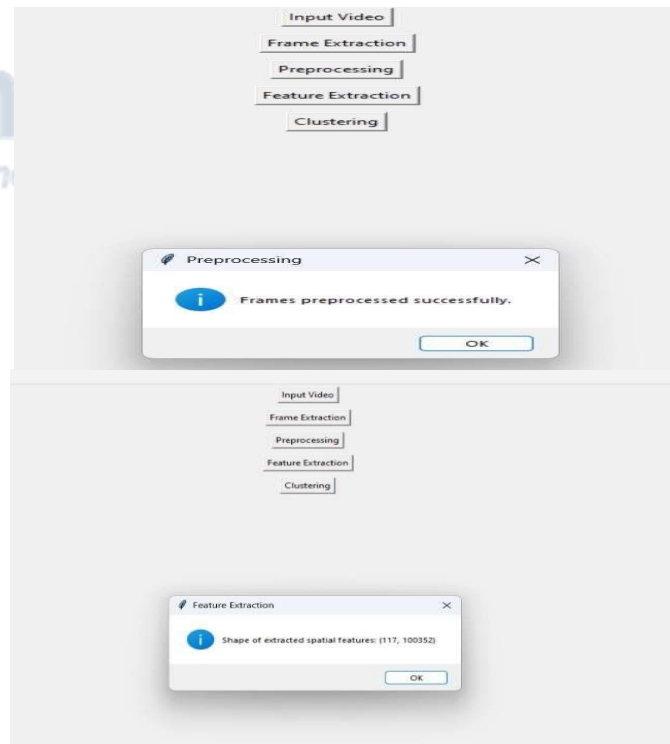 Input Video
Frame Extraction
Preprocessing
Feature Extraction
Clustering
Preprocessing
Frames preprocessed successfully.
OK
Input Video
Frame Extraction
Preprocessing
Feature Extraction
Clustering
Feature Extraction
Shape of extracted spatial features: (117, 100352)
OK